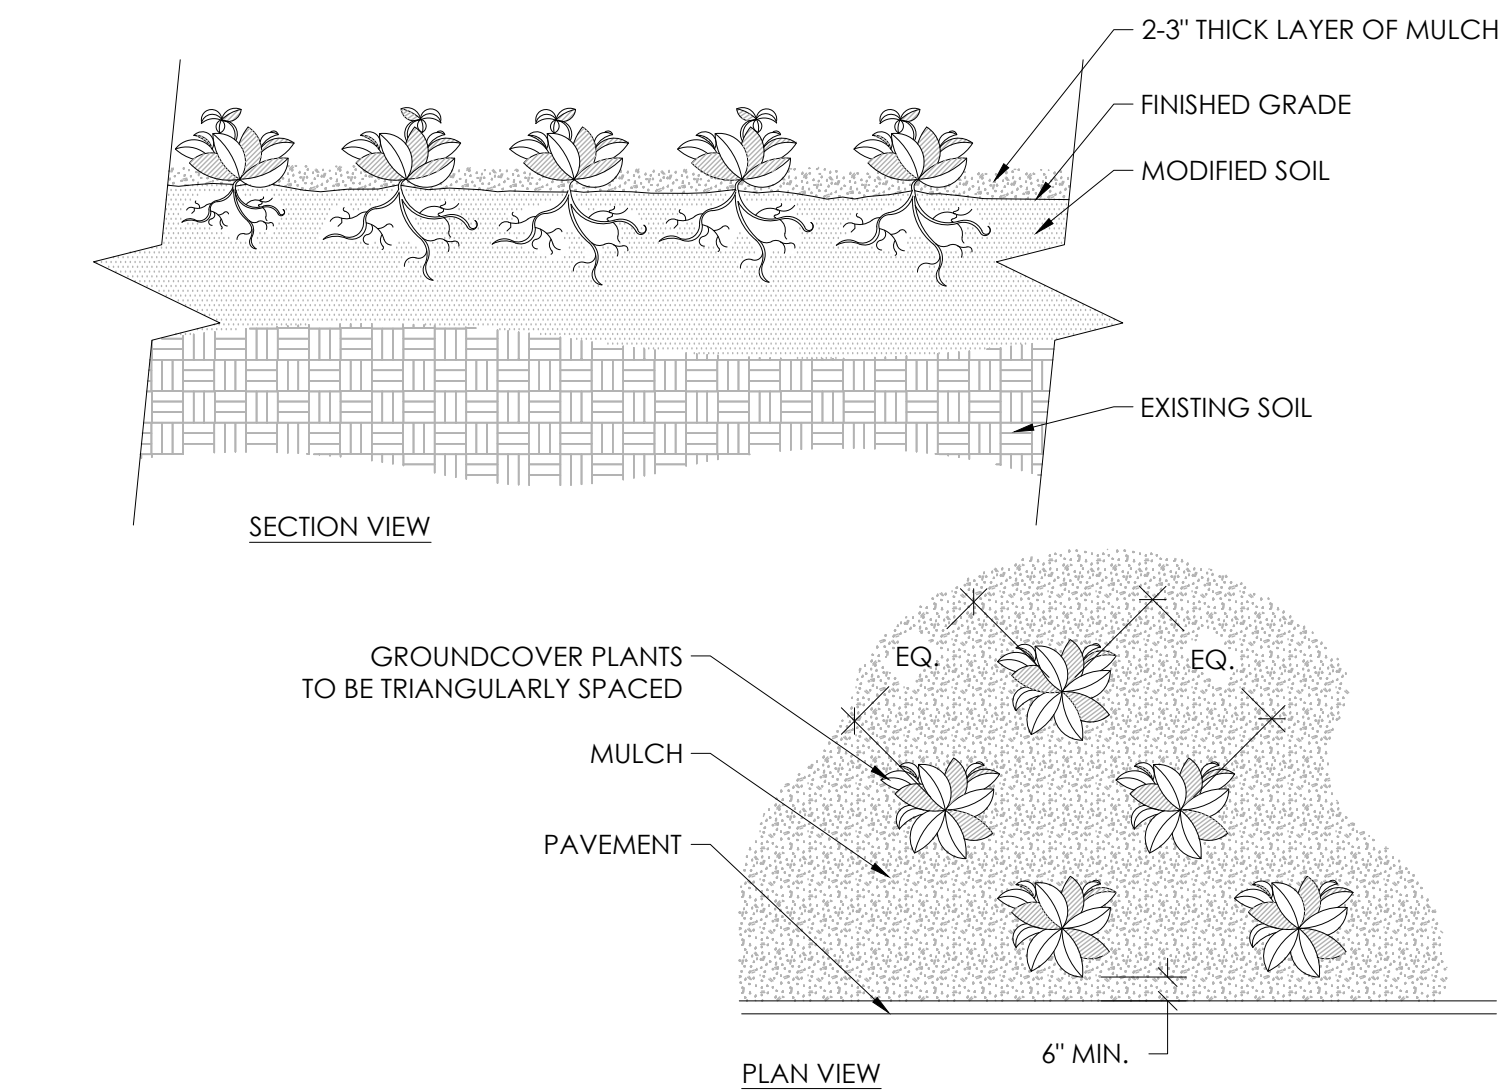 2-3" THICK LAYER OF MULCH
FINISHED GRADE
MODIFIED SOIL
EXISTING SOIL
SECTION VIEW
GROUNDCOVER PLANTS
TO BE TRIANGULARLY SPACED
MULCH
PAVEMENT
EQ.
EQ.
6" MIN.
PLAN VIEW